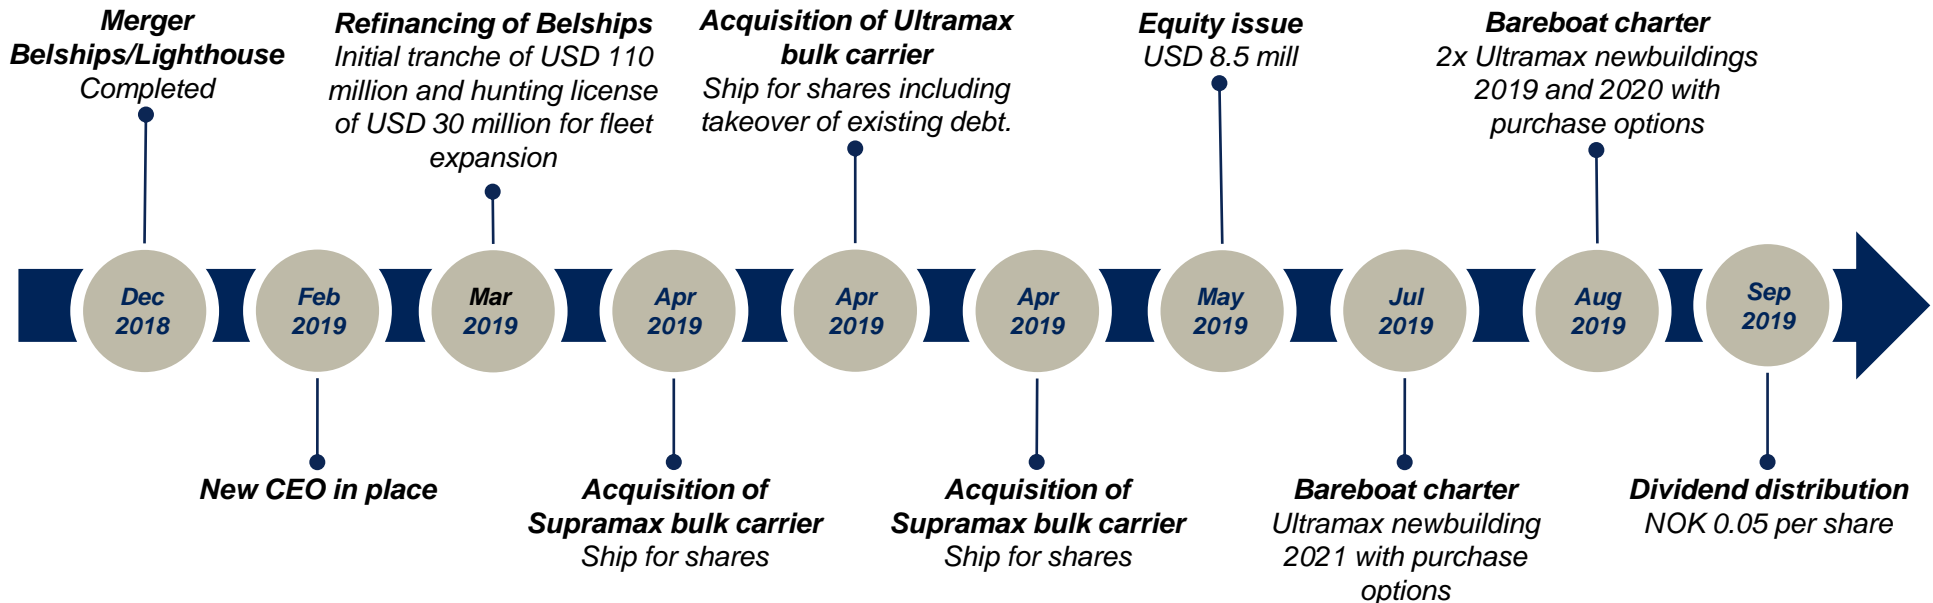 Merger
Belships/Lighthouse
Completed
Refinancing of Belships
Initial tranche of USD 110
million and hunting license
of USD 30 million for fleet
expansion
Acquisition of Ultramax
bulk carrier
Ship for shares including
takeover of existing debt.
Equity issue
USD 8.5 mill
Bareboat charter
2x Ultramax newbuildings
2019 and 2020 with
purchase options
Dec
2018
Feb
2019
Mar
2019
Apr
2019
Apr
2019
Apr
2019
May
2019
Jul
2019
Aug
2019
Sep
2019
New CEO in place
Acquisition of
Supramax bulk carrier
Ship for shares
Acquisition of
Supramax bulk carrier
Ship for shares
Bareboat charter
Ultramax newbuilding
2021 with purchase
options
Dividend distribution
NOK 0.05 per share